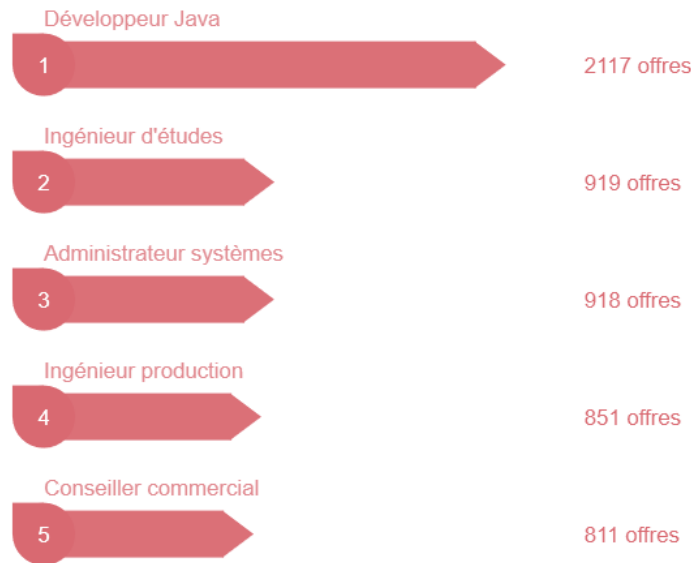 Développeur Java
1
2117 offres
Ingénieur d'études
2
919 offres
Administrateur systèmes
3
918 offres
Ingénieur production
4
851 offres
Conseiller commercial
5
811 offres